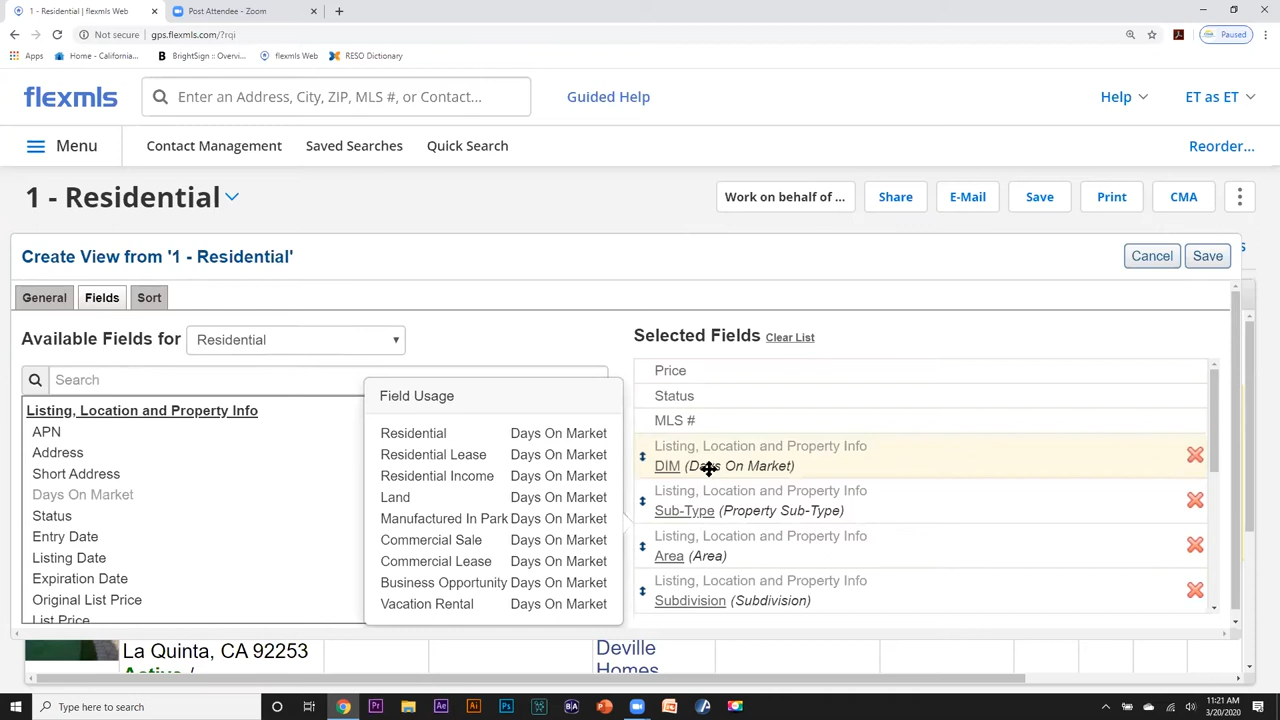 1 - Residential | flexmls Web
Post Attendee - Zoom
Not secure | gps.flexmls.com/?rqi
Paused
Apps
Home - California...
BrightSign :: Overvi...
flexmls Web
RESO Dictionary
flexmls
Enter an Address, City, ZIP, MLS #, or Contact...
Guided Help
Help
ET as ET
Menu
Contact Management
Saved Searches
Quick Search
Reorder...
1 - Residential
Work on behalf of ...
Share
E-Mail
Save
Print
CMA
Create View from '1 - Residential'
Cancel
Save
General
Fields
Sort
Available Fields for
Residential
Search
Listing, Location and Property Info
APN
Address
Short Address
Days On Market
Status
Entry Date
Listing Date
Expiration Date
Original List Price
List Price
Field Usage
Residential Days On Market
Residential Lease Days On Market
Residential Income Days On Market
Land Days On Market
Manufactured In Park Days On Market
Commercial Sale Days On Market
Commercial Lease Days On Market
Business Opportunity Days On Market
Vacation Rental Days On Market
Selected Fields Clear List
Price
Status
MLS #
Listing, Location and Property Info
DIM (Days On Market)
Listing, Location and Property Info
Sub-Type (Property Sub-Type)
Listing, Location and Property Info
Area (Area)
Listing, Location and Property Info
Subdivision (Subdivision)
La Quinta, CA 92253
Active /
Deville
Homes
Type here to search
11:21 AM
3/20/2020